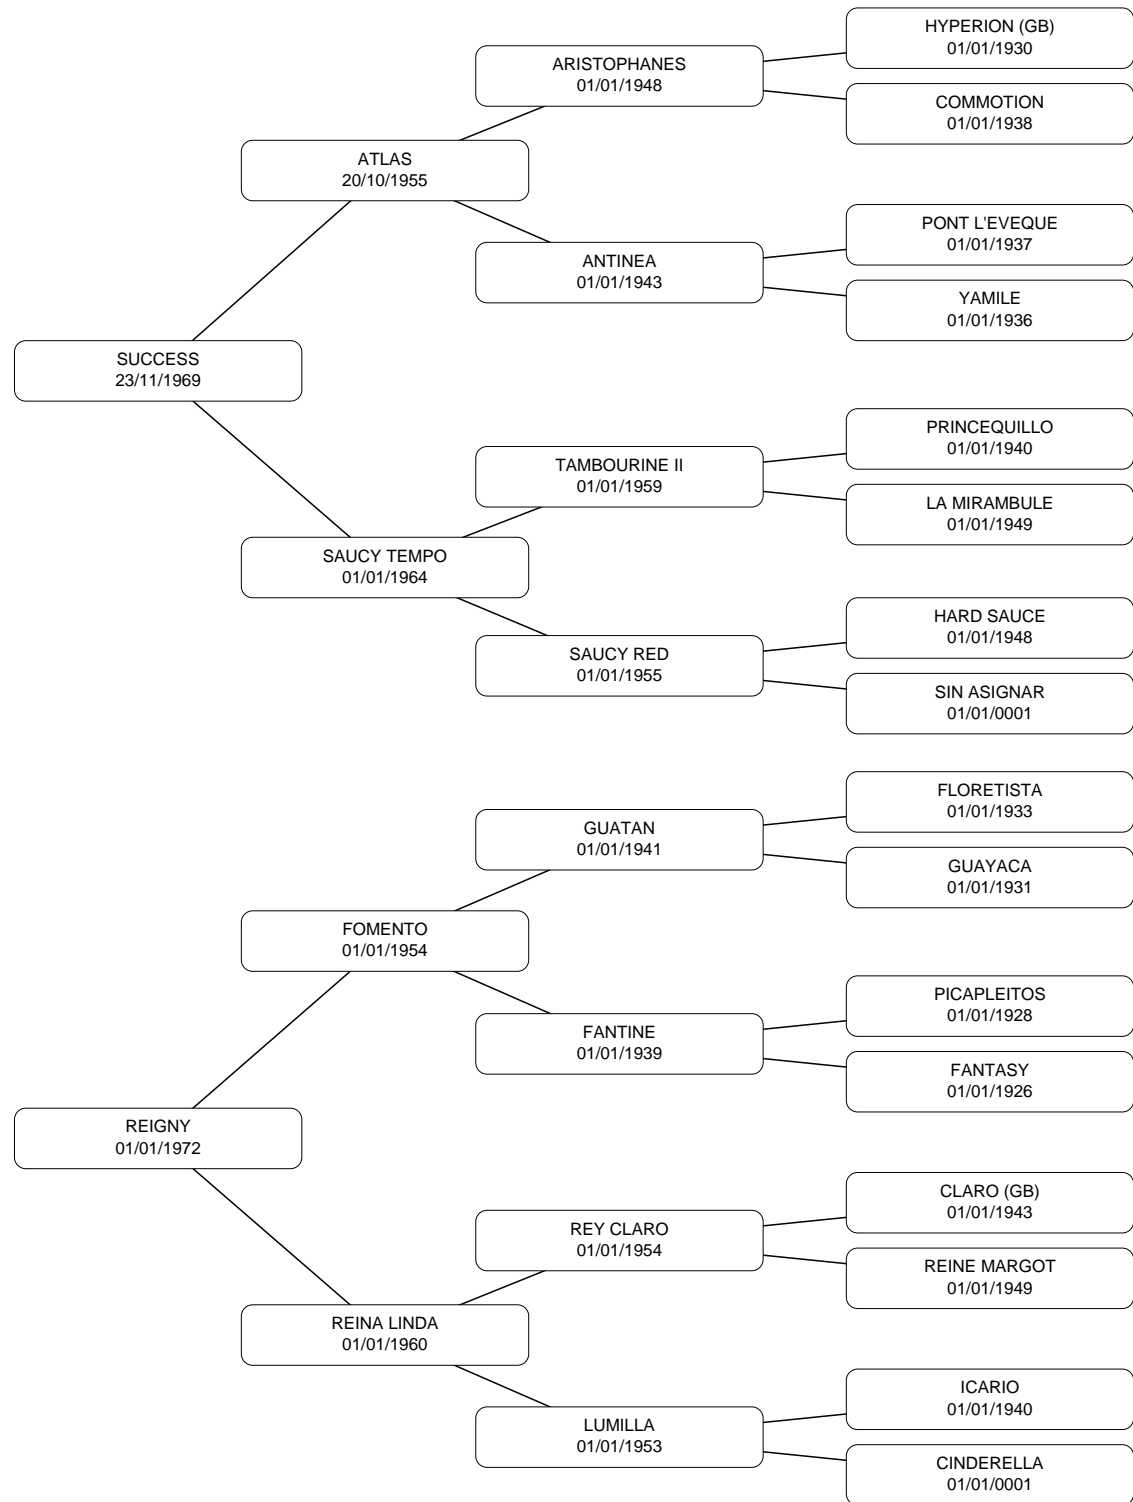 HYPERION (GB)
01/01/1930
ARISTOPHANES
01/01/1948
COMMOTION
01/01/1938
ATLAS
20/10/1955
PONT L'EVEQUE
01/01/1937
ANTINEA
01/01/1943
YAMILE
01/01/1936
SUCCESS
23/11/1969
PRINCEQUILLO
01/01/1940
TAMBOURINE II
01/01/1959
LA MIRAMBULE
01/01/1949
SAUCY TEMPO
01/01/1964
HARD SAUCE
01/01/1948
SAUCY RED
01/01/1955
SIN ASIGNAR
01/01/0001
FLORETISTA
01/01/1933
GUATAN
01/01/1941
GUAYACA
01/01/1931
FOMENTO
01/01/1954
PICAPLEITOS
01/01/1928
FANTINE
01/01/1939
FANTASY
01/01/1926
REIGNY
01/01/1972
CLARO (GB)
01/01/1943
REY CLARO
01/01/1954
REINE MARGOT
01/01/1949
REINA LINDA
01/01/1960
ICARIO
01/01/1940
LUMILLA
01/01/1953
CINDERELLA
01/01/0001